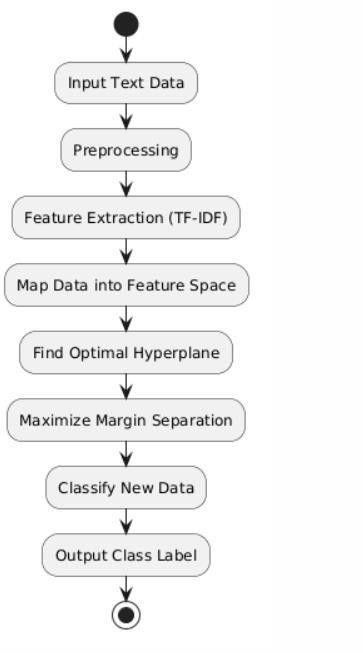 Input Text Data
Preprocessing
Feature Extraction (TF-IDF)
Map Data into Feature Space
Find Optimal Hyperplane
Maximize Margin Separation
Classify New Data
Output Class Label